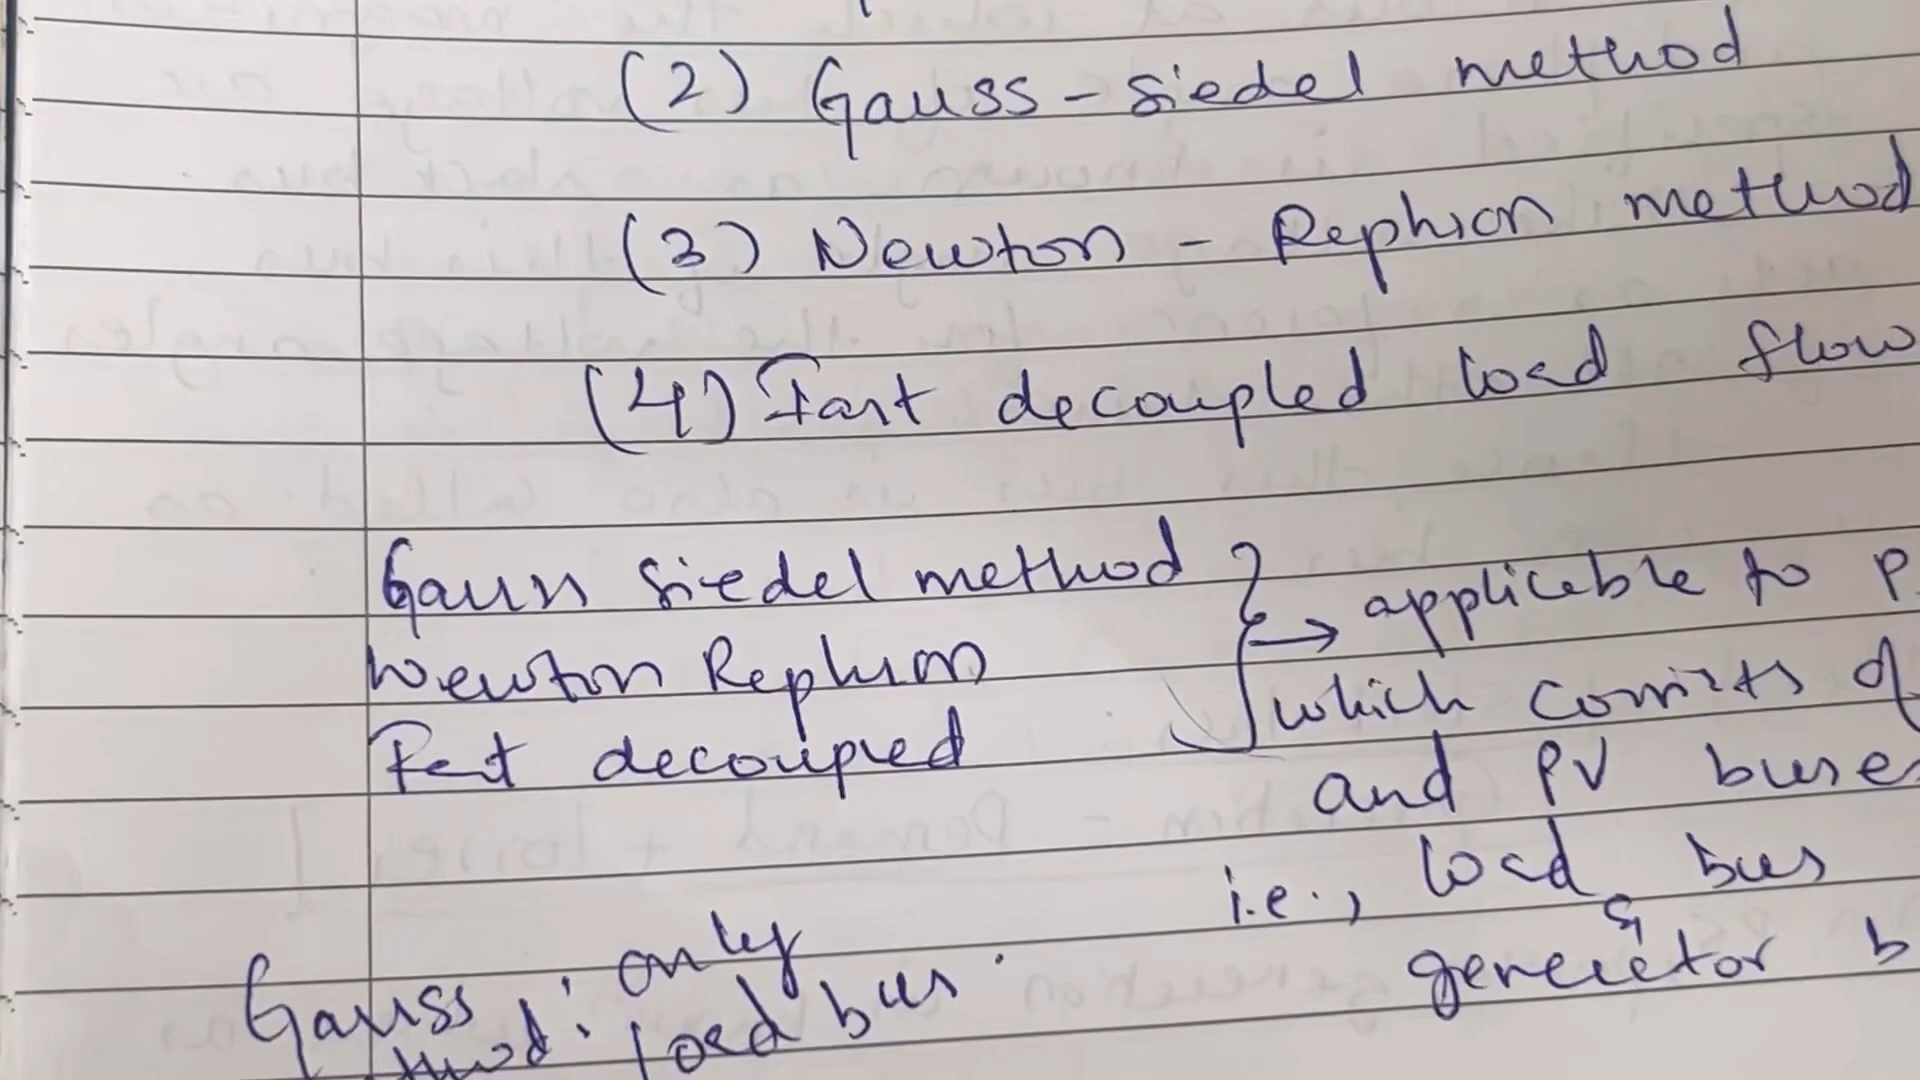 (2) Gauss-siedel method
(3) Newton - Rephson method
(4) Fast decoupled load flow
Gauss siedel method
Newton Rephson
Fast decoupled
→ applicable to P
which consists of
and PV buses
i.e., load bus
&
generator b
Gauss
only
load bus.